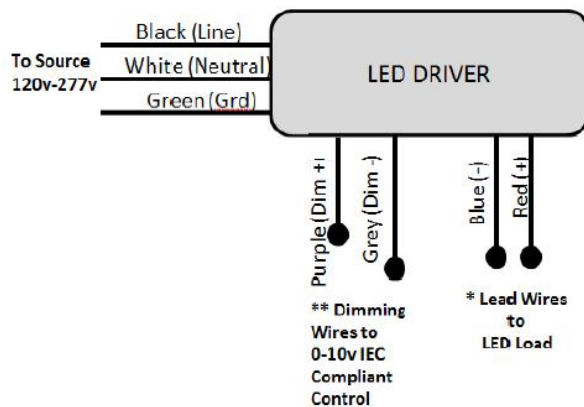 Black (Line)
To Source
120v-277v
White (Neutral)
Green (Grd)
LED DRIVER
Purple (Dim +)
Grey (Dim -)
Blue (-)
Red (+)
** Dimming
Wires to
0-10v IEC
Compliant
Control
* Lead Wires
to
LED Load